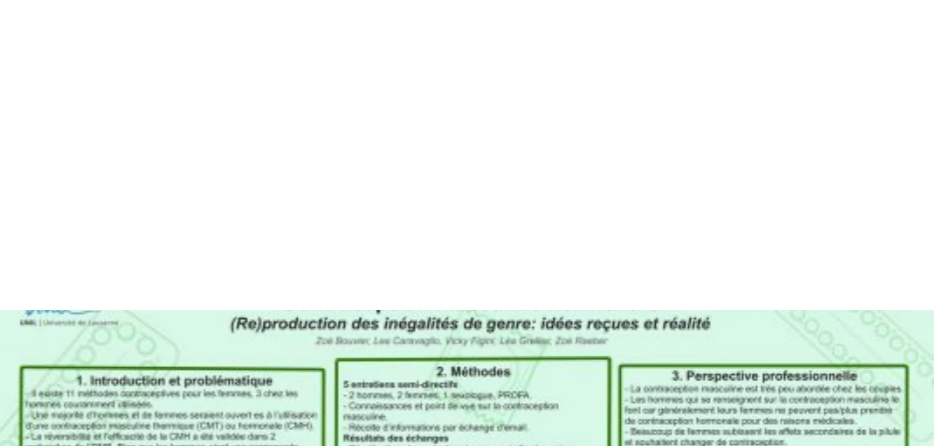 UNIL | Université de Lausanne
(Re)production des inégalités de genre: idées reçues et réalité
Zoé Bouvier, Lea Caravaglio, Vicky Figini, Léa Grellier, Zoé Raeber
1. Introduction et problématique
- Il existe 11 méthodes contraceptives pour les femmes, 3 chez les
hommes couramment utilisées.
- Une majorité d'hommes et de femmes seraient ouvert·es à l'utilisation
d'une contraception masculine thermique (CMT) ou hormonale (CMH).
- La réversibilité et l'efficacité de la CMH a été validée dans 2
2. Méthodes
5 entretiens semi-directifs
- 2 hommes, 2 femmes, 1 sexologue, PROFA.
- Connaissances et point de vue sur la contraception
masculine.
- Récolte d'informations par échange d'email.
Résultats des échanges
3. Perspective professionnelle
- La contraception masculine est très peu abordée chez les couples
- Les hommes qui se renseignent sur la contraception masculine le
font car généralement leurs femmes ne peuvent pas/plus prendre
de contraception hormonale pour des raisons médicales.
- Beaucoup de femmes subissent les effets secondaires de la pilule
et souhaitent changer de contraception.